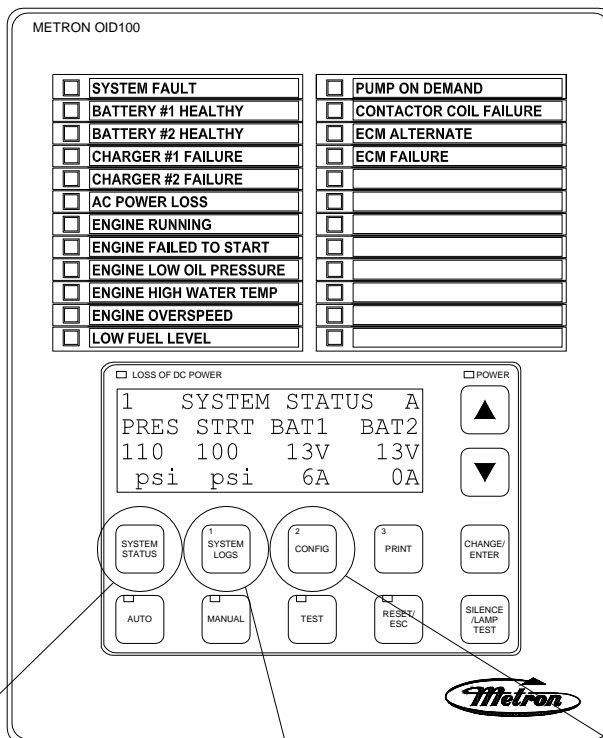 METRON OID100
SYSTEM FAULT
BATTERY #1 HEALTHY
BATTERY #2 HEALTHY
CHARGER #1 FAILURE
CHARGER #2 FAILURE
AC POWER LOSS
ENGINE RUNNING
ENGINE FAILED TO START
ENGINE LOW OIL PRESSURE
ENGINE HIGH WATER TEMP
ENGINE OVERSPEED
LOW FUEL LEVEL
PUMP ON DEMAND
CONTACTOR COIL FAILURE
ECM ALTERNATE
ECM FAILURE
LOSS OF DC POWER
POWER
1 SYSTEM STATUS A
PRES STRT BAT1 BAT2
110 100 13V 13V
psi psi 6A 0A
SYSTEM
STATUS
1
SYSTEM
LOGS
2
CONFIG
3
PRINT
CHANGE/
ENTER
AUTO
MANUAL
TEST
RESET/
ESC
SILENCE
/LAMP
TEST
Metron